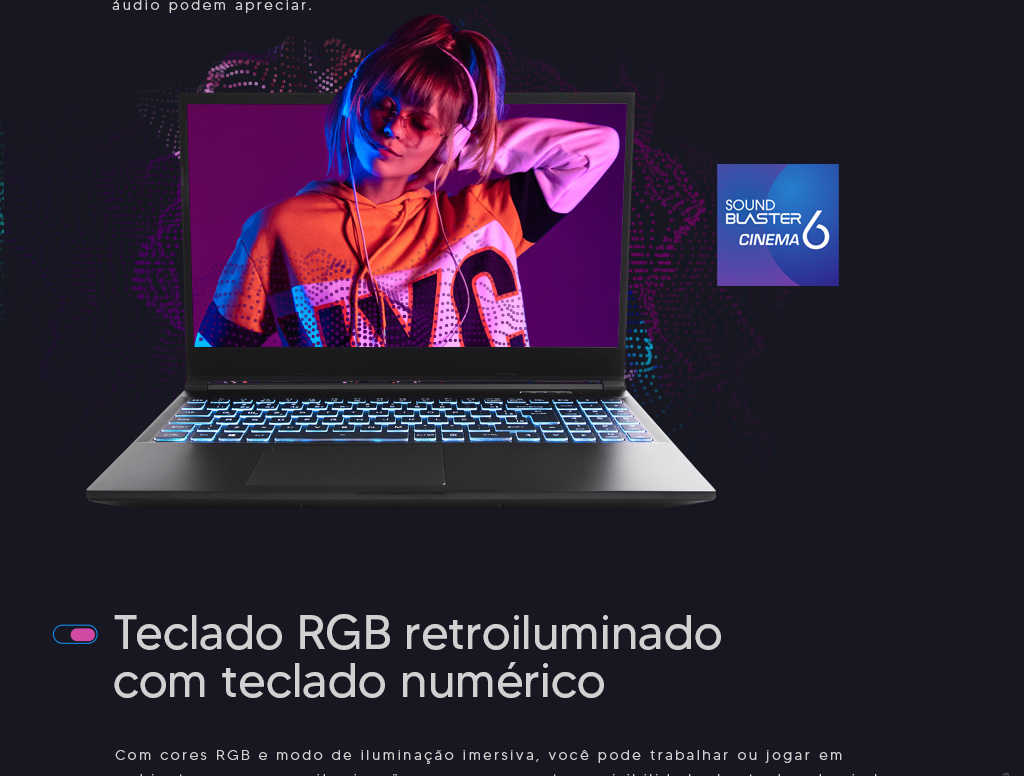 áudio podem apreciar.
SOUND
BLASTER
CINEMA 6
Teclado RGB retroiluminado
com teclado numérico
Com cores RGB e modo de iluminação imersiva, você pode trabalhar ou jogar em